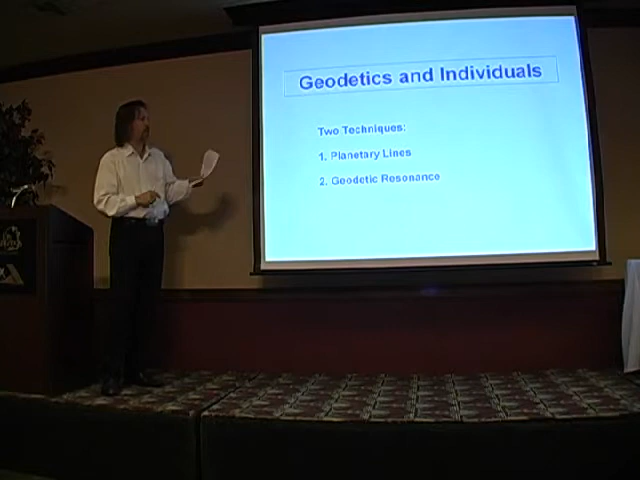 Geodetics and Individuals
Two Techniques:
1. Planetary Lines
2. Geodetic Resonance